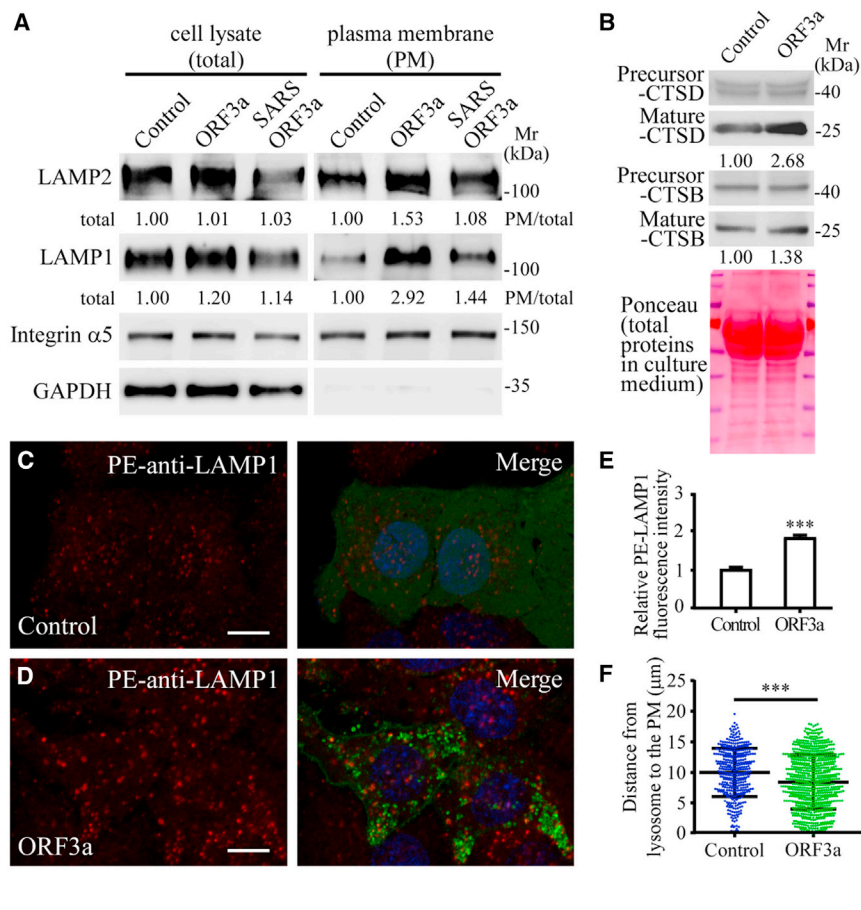 A
cell lysate
(total)
plasma membrane
(PM)
Control
ORF3a
SARS
ORF3a
Control
ORF3a
SARS
ORF3a
Mr
(kDa)
LAMP2
-100
total 1.00 1.01 1.03 1.00 1.53 1.08 PM/total
LAMP1
-100
total 1.00 1.20 1.14 1.00 2.92 1.44 PM/total
Integrin α5
-150
GAPDH
-35
B
Control
ORF3a
Mr
(kDa)
Precursor
-CTSD
-40
Mature
-CTSD
-25
1.00 2.68
Precursor
-CTSB
-40
Mature
-CTSB
-25
1.00 1.38
Ponceau
(total
proteins
in culture
medium)
C
PE-anti-LAMP1
Merge
Control
D
PE-anti-LAMP1
Merge
ORF3a
E
Relative PE-LAMP1
fluorescence intensity
3
2
1
0
***
Control
ORF3a
F
Distance from
lysosome to the PM (μm)
25
20
15
10
5
0
***
Control
ORF3a